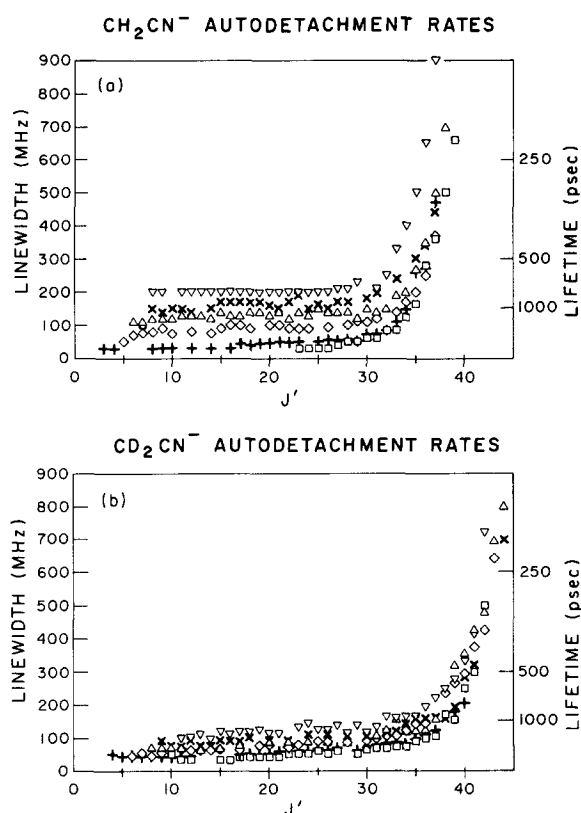 CH₂CN⁻ AUTODETACHMENT RATES
(a)
LINEWIDTH (MHz)
900
800
700
600
500
400
300
200
100
0
0 10 20 30 40
J'
250
500
1000
LIFETIME (psec)
CD₂CN⁻ AUTODETACHMENT RATES
(b)
LINEWIDTH (MHz)
900
800
700
600
500
400
300
200
100
0
0 10 20 30 40
J'
250
500
1000
LIFETIME (psec)